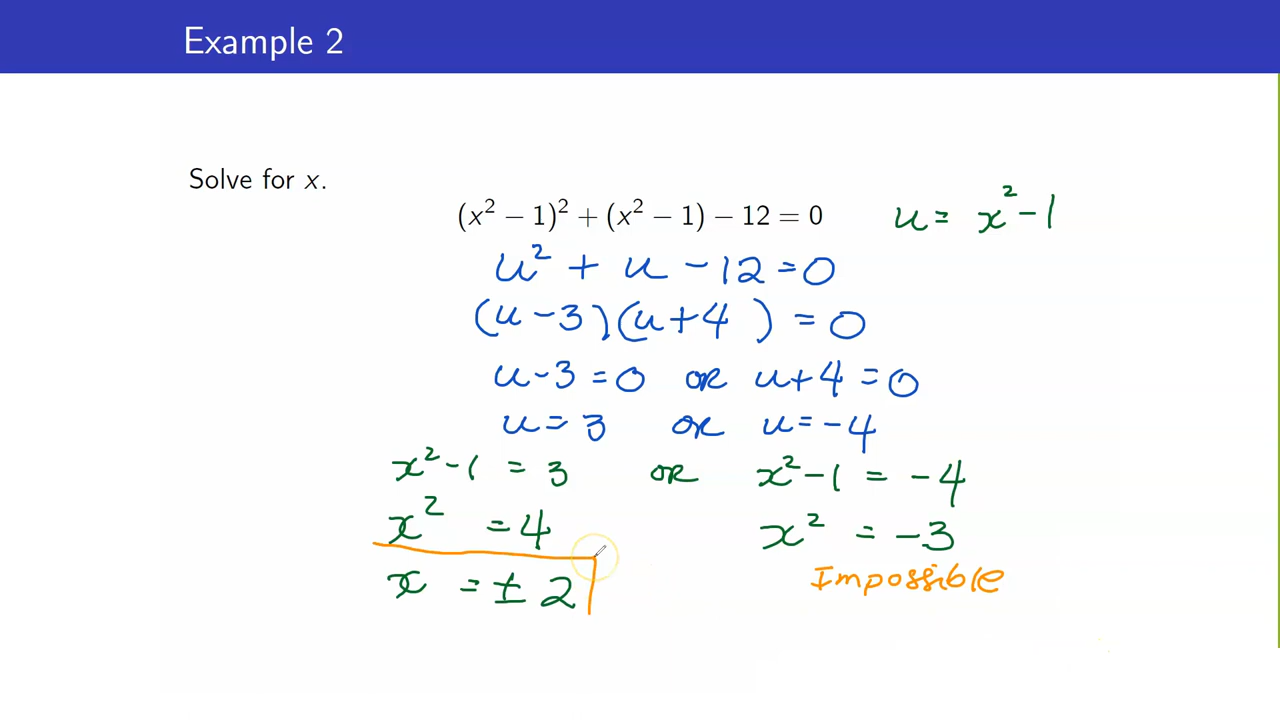 Example 2
Solve for x.
(x² − 1)² + (x² − 1) − 12 = 0
u = x² − 1
u² + u − 12 = 0
(u − 3)(u + 4) = 0
u − 3 = 0 or u + 4 = 0
u = 3 or u = −4
x² − 1 = 3 or x² − 1 = −4
x² = 4
x² = −3
x = ± 2
Impossible